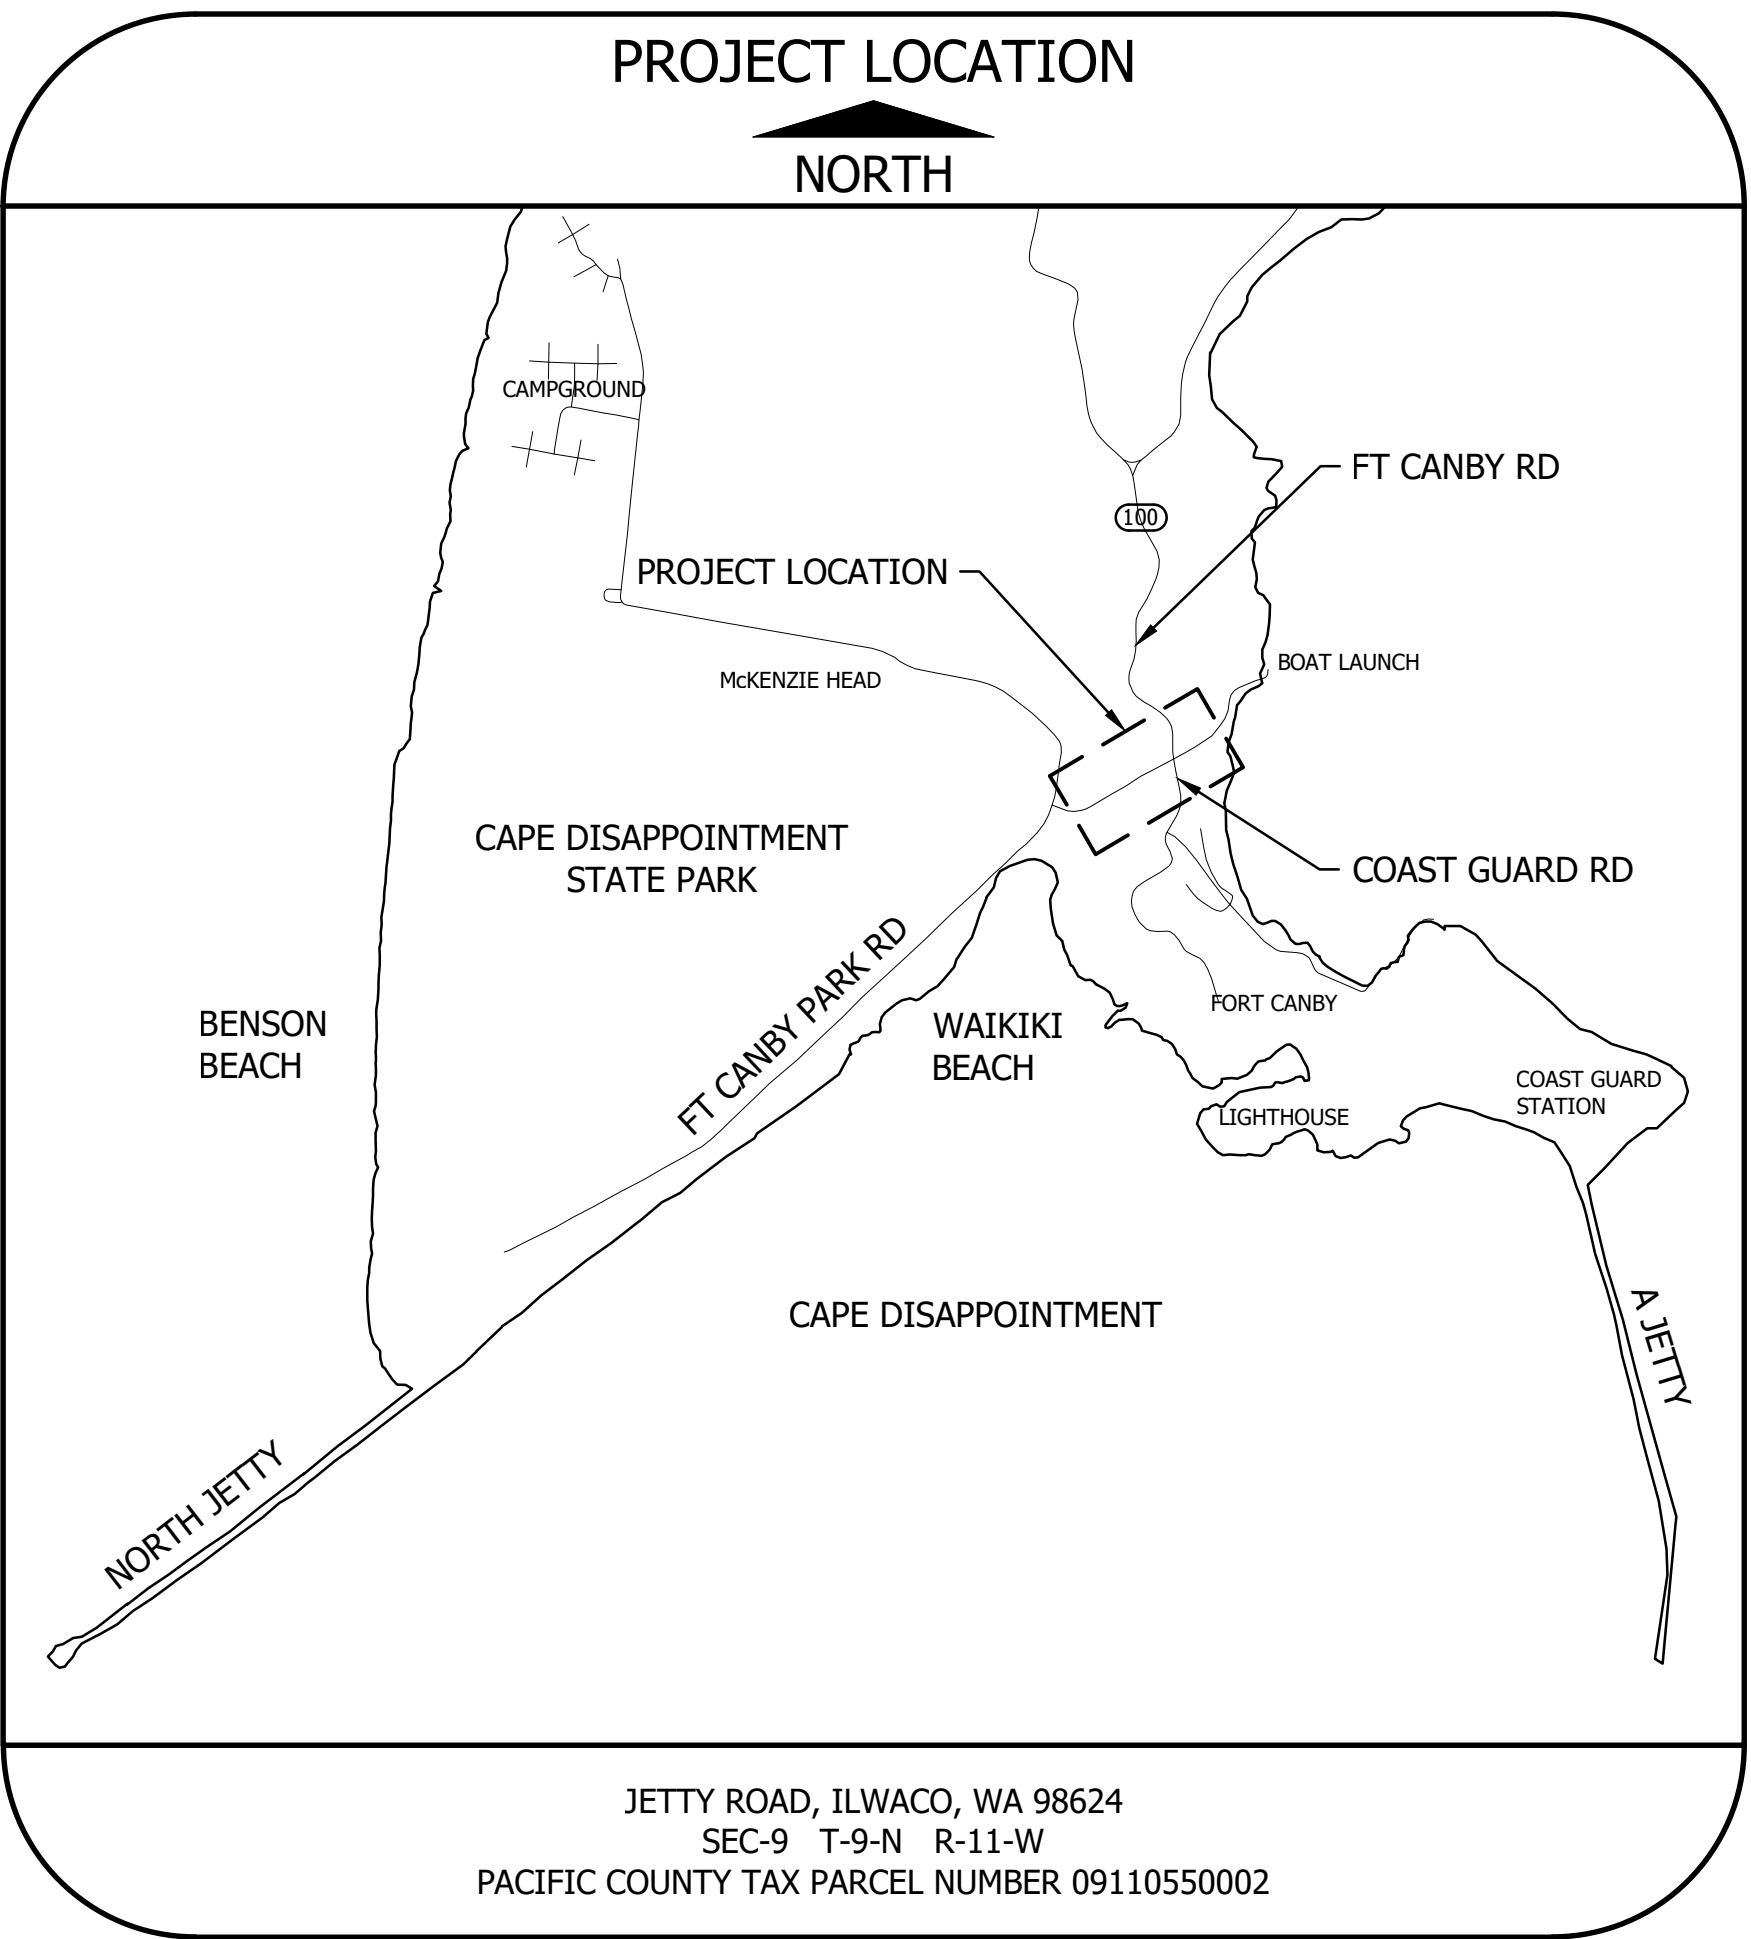 PROJECT LOCATION
NORTH
CAMPGROUND
FT CANBY RD
100
PROJECT LOCATION
BOAT LAUNCH
McKENZIE HEAD
CAPE DISAPPOINTMENT
STATE PARK
COAST GUARD RD
FT CANBY PARK RD
FORT CANBY
BENSON
BEACH
WAIKIKI
BEACH
COAST GUARD
STATION
LIGHTHOUSE
CAPE DISAPPOINTMENT
A JETTY
NORTH JETTY
JETTY ROAD, ILWACO, WA 98624
SEC-9 T-9-N R-11-W
PACIFIC COUNTY TAX PARCEL NUMBER 09110550002